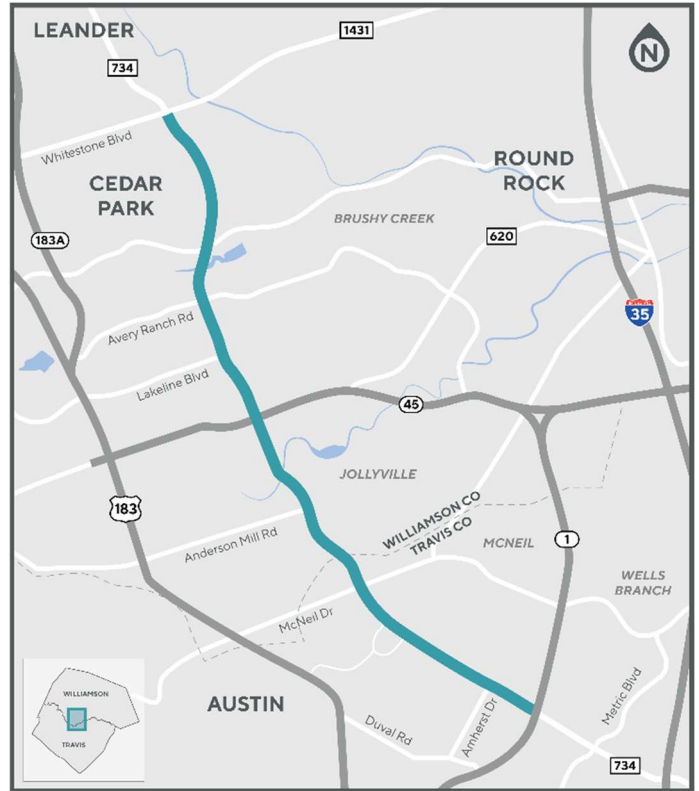 LEANDER
1431
N
734
Whitestone Blvd
ROUND
ROCK
CEDAR
PARK
BRUSHY CREEK
620
183A
35
Avery Ranch Rd
Lakeline Blvd
45
JOLLYVILLE
183
WILLIAMSON CO
TRAVIS CO
Anderson Mill Rd
MCNEIL
1
WELLS
BRANCH
McNeil Dr
WILLIAMSON
TRAVIS
AUSTIN
Duval Rd
Amherst Dr
Metric Blvd
734